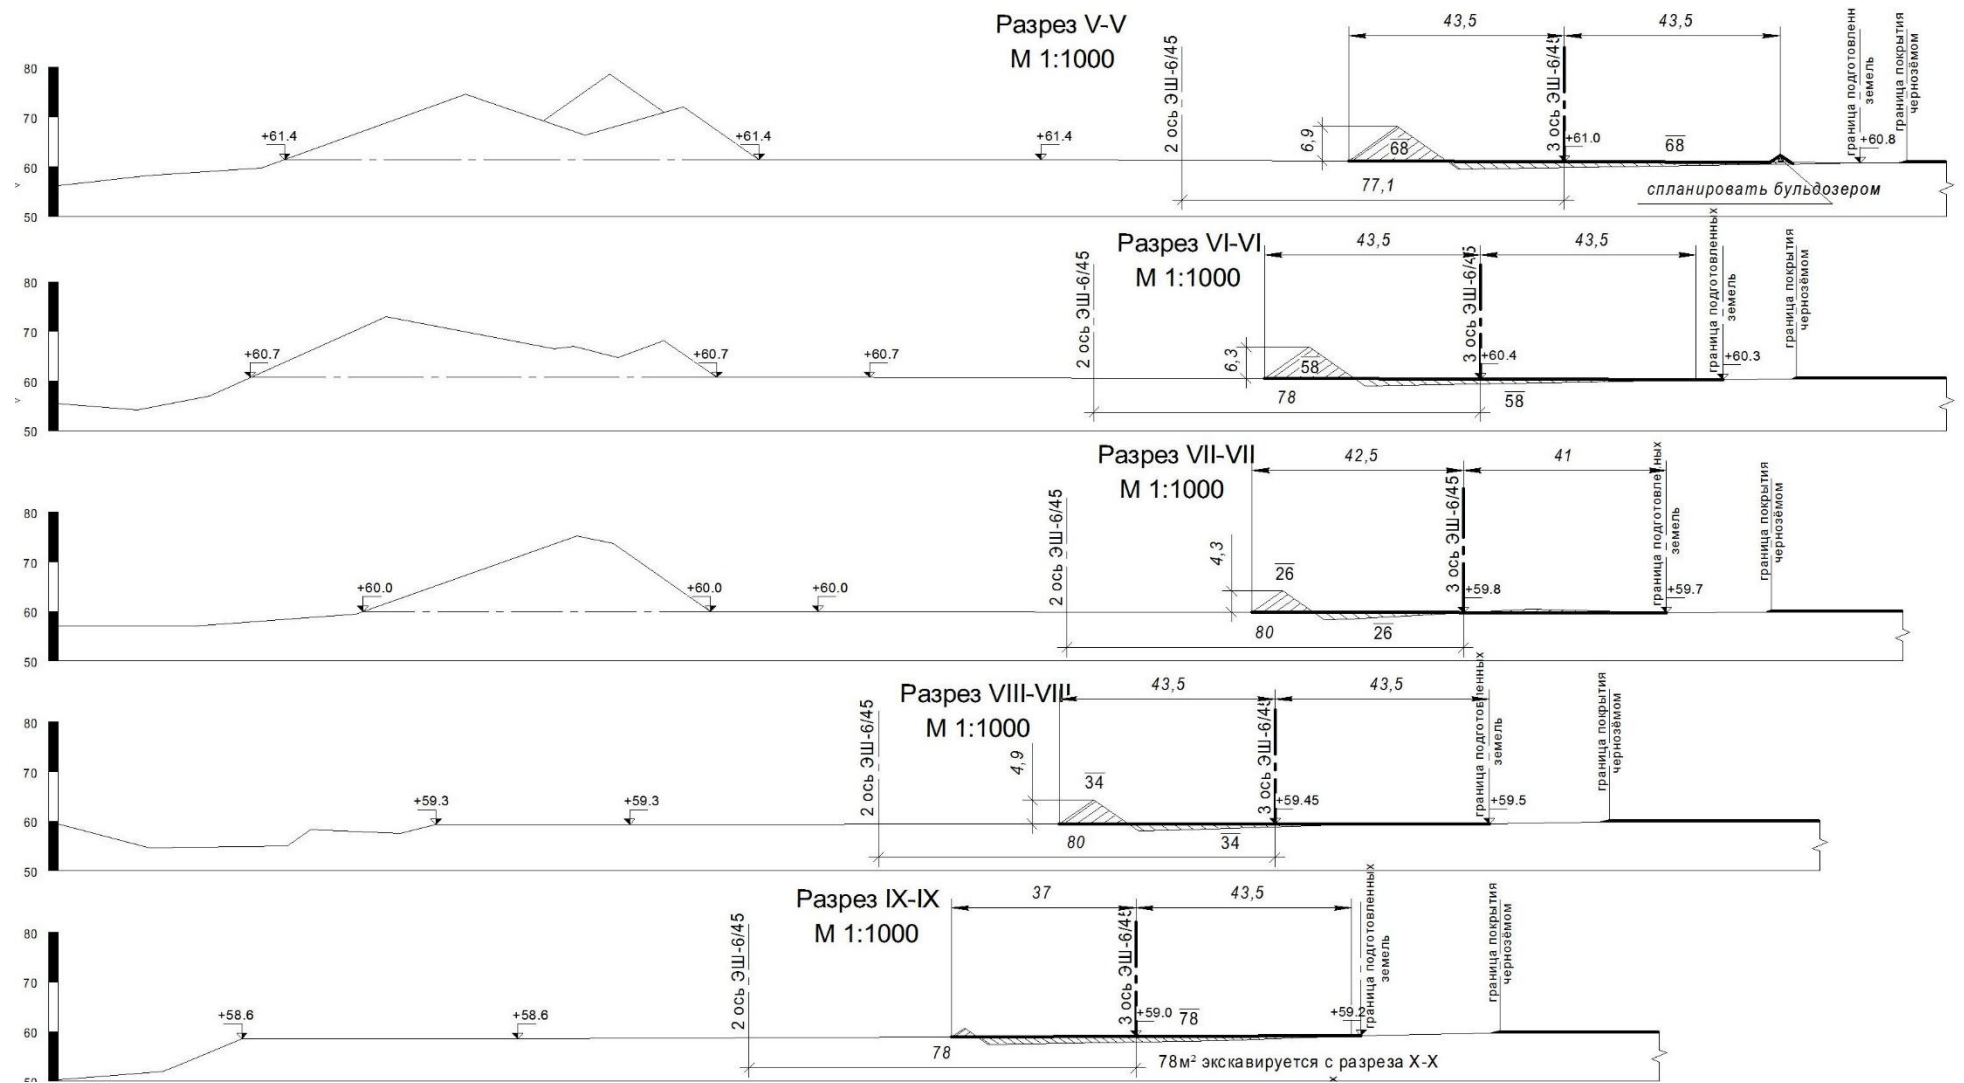 Разрез V-V
М 1:1000
80
70
60
50
+61.4
+61.4
+61.4
2 ось ЭШ-6/45
6,9
68
43,5
43,5
3 ось ЭШ-6/45
+61.0
68
77,1
граница подготовленн
земель
+60.8
граница покрытия
чернозёмом
спланировать бульдозером
Разрез VI-VI
М 1:1000
80
70
60
50
+60.7
+60.7
+60.7
2 ось ЭШ-6/45
6,3
58
43,5
43,5
3 ось ЭШ-6/45
+60.4
78
58
граница подготовленных
земель
+60.3
граница покрытия
чернозёмом
Разрез VII-VII
М 1:1000
80
70
60
50
+60.0
+60.0
+60.0
2 ось ЭШ-6/45
4,3
26
42,5
41
3 ось ЭШ-6/45
+59.8
80
26
граница подготовленных
земель
+59.7
граница покрытия
чернозёмом
Разрез VIII-VIII
М 1:1000
80
70
60
50
+59.3
+59.3
2 ось ЭШ-6/45
4,9
34
43,5
43,5
3 ось ЭШ-6/45
+59.45
80
34
граница подготовленных
земель
+59.5
граница покрытия
чернозёмом
Разрез IX-IX
М 1:1000
80
70
60
50
+58.6
+58.6
2 ось ЭШ-6/45
37
43,5
3 ось ЭШ-6/45
+59.0
78
+59.2
78
граница подготовленных
земель
граница покрытия
чернозёмом
78м² экскавируется с разреза X-X